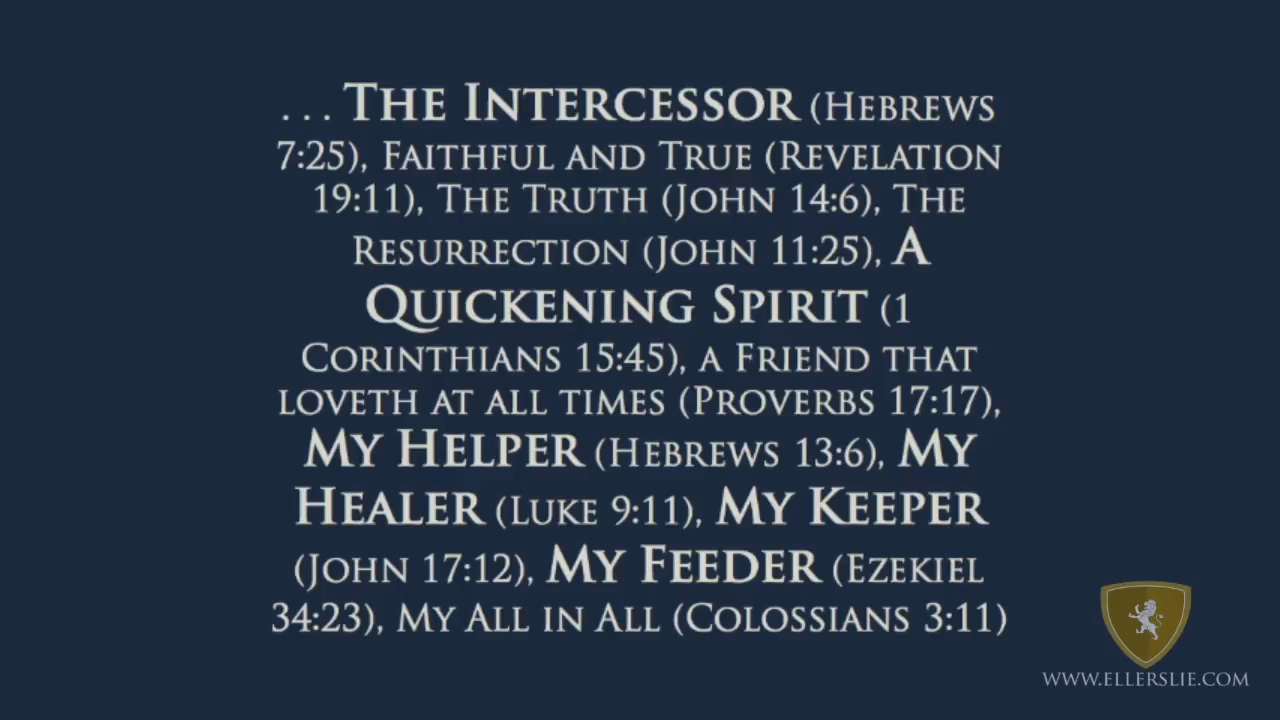 . . . The Intercessor (Hebrews
7:25), Faithful and True (Revelation
19:11), The Truth (John 14:6), The
Resurrection (John 11:25), A
Quickening Spirit (1
Corinthians 15:45), a Friend that
loveth at all times (Proverbs 17:17),
My Helper (Hebrews 13:6), My
Healer (Luke 9:11), My Keeper
(John 17:12), My Feeder (Ezekiel
34:23), my All in All (Colossians 3:11)
www.ellerslie.com